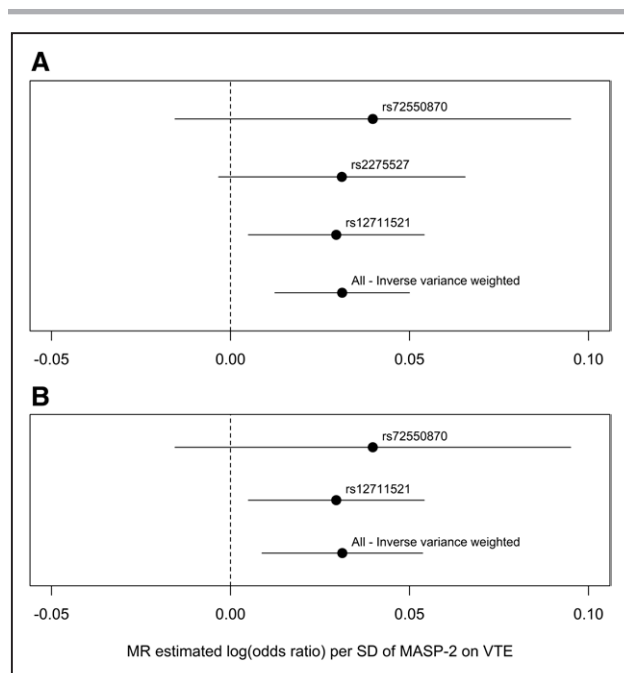 A
rs72550870
rs2275527
rs12711521
All - Inverse variance weighted
-0.05 0.00 0.05 0.10
B
rs72550870
rs12711521
All - Inverse variance weighted
-0.05 0.00 0.05 0.10
MR estimated log(odds ratio) per SD of MASP-2 on VTE